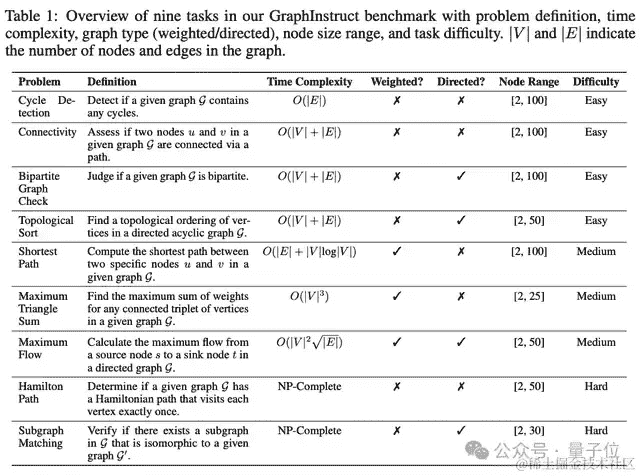 Table 1: Overview of nine tasks in our GraphInstruct benchmark with problem definition, time
complexity, graph type (weighted/directed), node size range, and task difficulty. |V| and |E| indicate
the number of nodes and edges in the graph.
Problem Definition Time Complexity Weighted? Directed? Node Range Difficulty
Cycle De- Detect if a given graph G contains O(|E|) ✗ ✗ [2, 100] Easy
tection any cycles.
Connectivity Assess if two nodes u and v in a O(|V| + |E|) ✗ ✗ [2, 100] Easy
given graph G are connected via a
path.
Bipartite Judge if a given graph G is bipartite. O(|V| + |E|) ✗ ✓ [2, 100] Easy
Graph
Check
Topological Find a topological ordering of ver- O(|V| + |E|) ✗ ✓ [2, 50] Easy
Sort tices in a directed acyclic graph G.
Shortest Compute the shortest path between O(|E| + |V|log|V|) ✓ ✗ [2, 100] Medium
Path two specific nodes u and v in a
given graph G.
Maximum Find the maximum sum of weights O(|V|³) ✓ ✗ [2, 25] Medium
Triangle for any connected triplet of vertices
Sum in a given graph G.
Maximum Calculate the maximum flow from O(|V|²√|E|) ✓ ✓ [2, 50] Medium
Flow a source node s to a sink node t in
a directed graph G.
Hamilton Determine if a given graph G has NP-Complete ✗ ✗ [2, 50] Hard
Path a Hamiltonian path that visits each
vertex exactly once.
Subgraph Verify if there exists a subgraph NP-Complete ✗ ✓ [2, 30] Hard
Matching in G that is isomorphic to a given
graph G′.
公众号 · 量子位
@稀土掘金技术社区